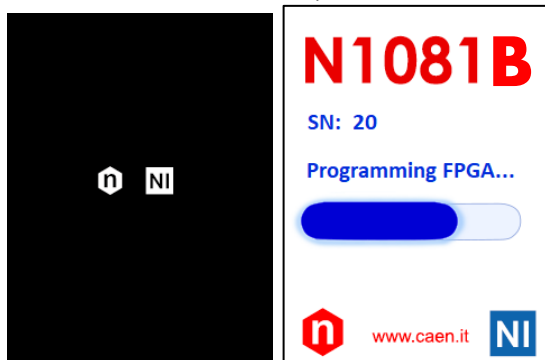 n NI
N1081B
SN: 20
Programming FPGA...
n www.caen.it NI